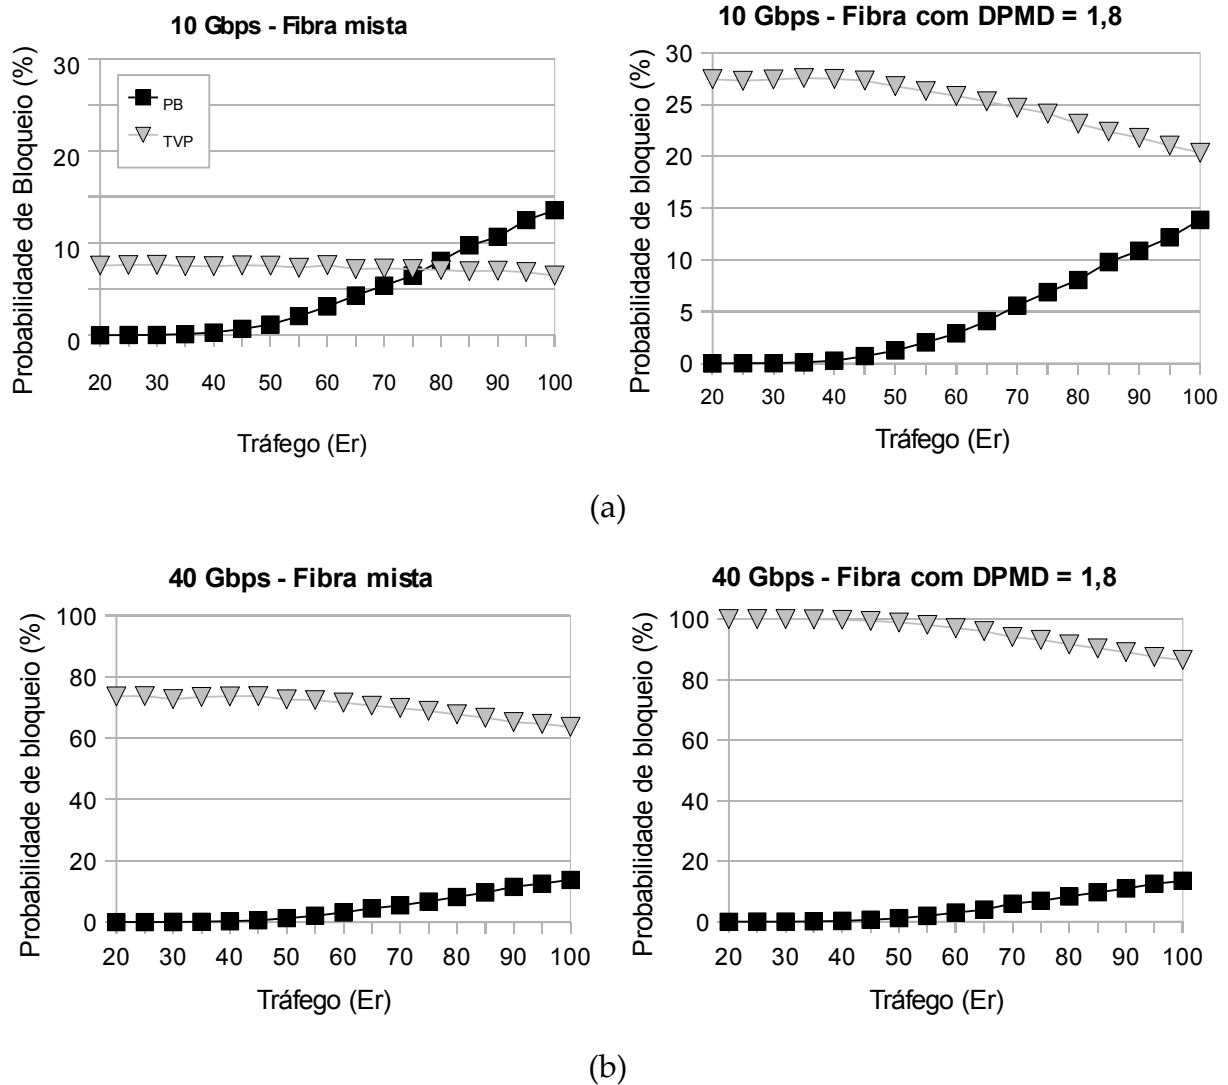 10 Gbps - Fibra mista
Probabilidade de Bloqueio (%)
30
20
10
0
PB
TVP
20 30 40 50 60 70 80 90 100
Tráfego (Er)
10 Gbps - Fibra com DPMD = 1,8
Probabilidade de bloqueio (%)
30
25
20
15
10
5
0
20 30 40 50 60 70 80 90 100
Tráfego (Er)
(a)
40 Gbps - Fibra mista
Probabilidade de bloqueio (%)
100
80
60
40
20
0
20 30 40 50 60 70 80 90 100
Tráfego (Er)
40 Gbps - Fibra com DPMD = 1,8
Probabilidade de bloqueio (%)
100
80
60
40
20
0
20 30 40 50 60 70 80 90 100
Tráfego (Er)
(b)